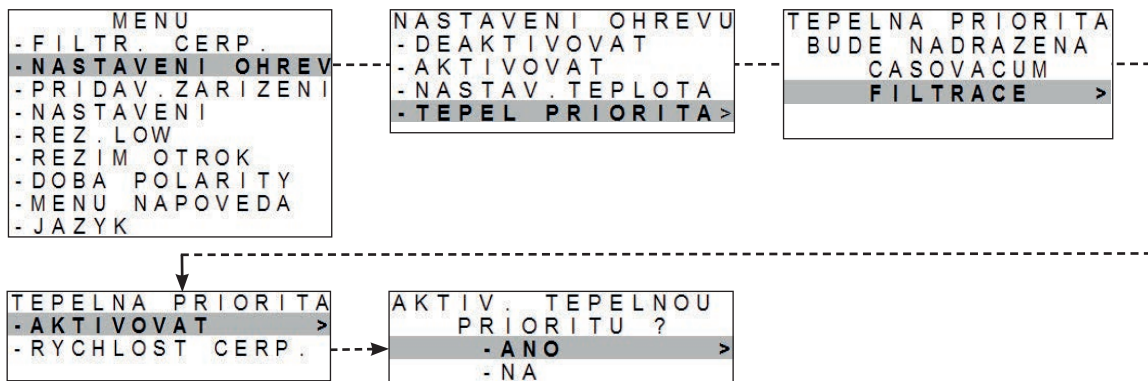 MENU
-FILTR. CERP.
-NASTAVENI OHREV
-PRIDAV.ZARIZENI
-NASTAVENI
-REZ.LOW
-REZIM OTROK
-DOBA POLARITY
-MENU NAPOVEDA
-JAZYK
NASTAVENI OHREVU
-DEAKTIVOVAT
-AKTIVOVAT
-NASTAV.TEPLOTA
-TEPEL PRIORITA>
TEPELNA PRIORITA
BUDE NADRAZENA
CASOVACUM
FILTRACE >
TEPELNA PRIORITA
-AKTIVOVAT >
-RYCHLOST CERP.
AKTIV. TEPELNOU
PRIORITU ?
-ANO >
-NA